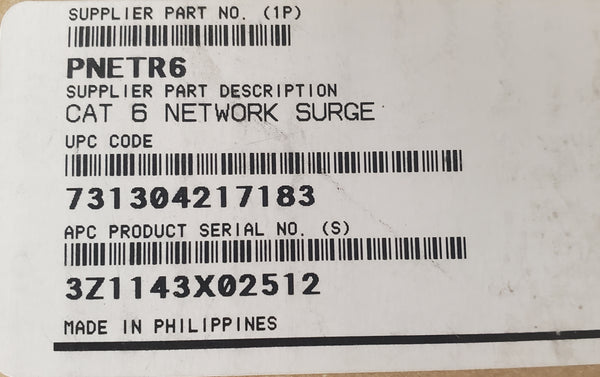 SUPPLIER PART NO. (1P)
PNETR6
SUPPLIER PART DESCRIPTION
CAT 6 NETWORK SURGE
UPC CODE
731304217183
APC PRODUCT SERIAL NO. (S)
3Z1143X02512
MADE IN PHILIPPINES